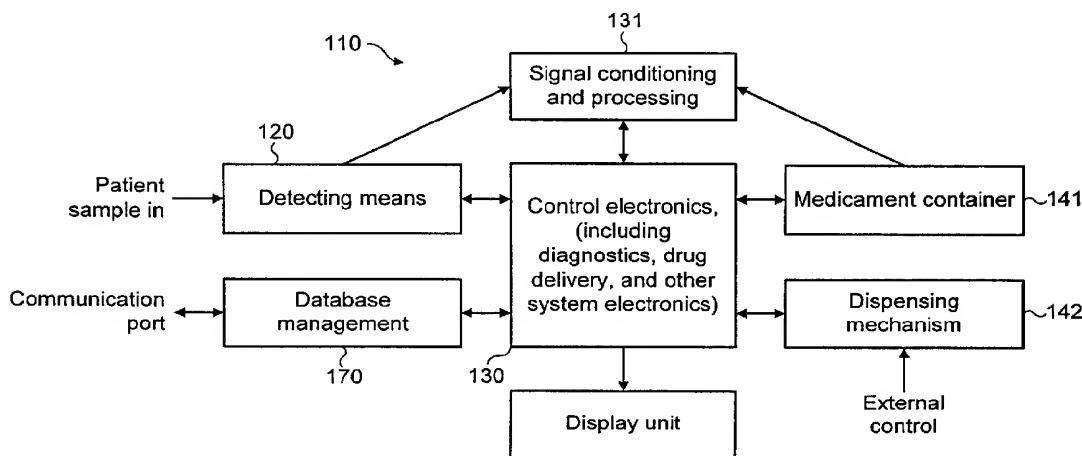 110
131
Signal conditioning
and processing
120
Patient
sample in
Detecting means
Control electronics,
(including
diagnostics, drug
delivery, and other
system electronics)
Medicament container
141
Communication
port
Database
management
170
130
Dispensing
mechanism
142
Display unit
External
control